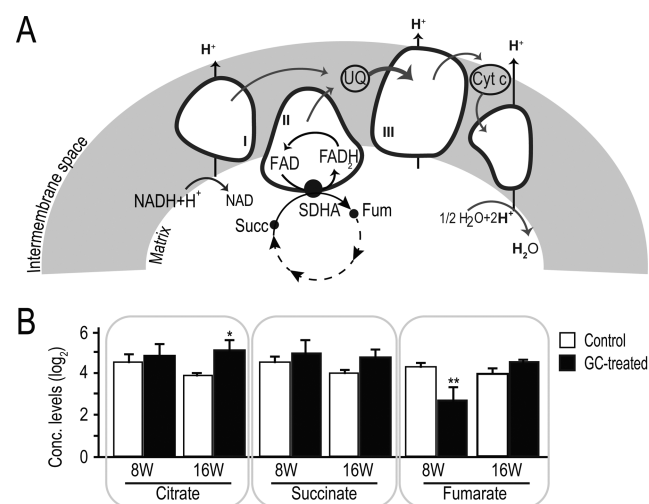 A
H⁺
H⁺
H⁺
UQ
Cyt c
I
II
III
FAD
FADH₂
NADH+H⁺
NAD
SDHA
Fum
Succ
1/2 H₂O+2H⁺
H₂O
Intermembrane space
Matrix
B
Conc. levels (log₂)
6
4
2
0
*
**
Control
GC-treated
8W 16W 8W 16W 8W 16W
Citrate Succinate Fumarate